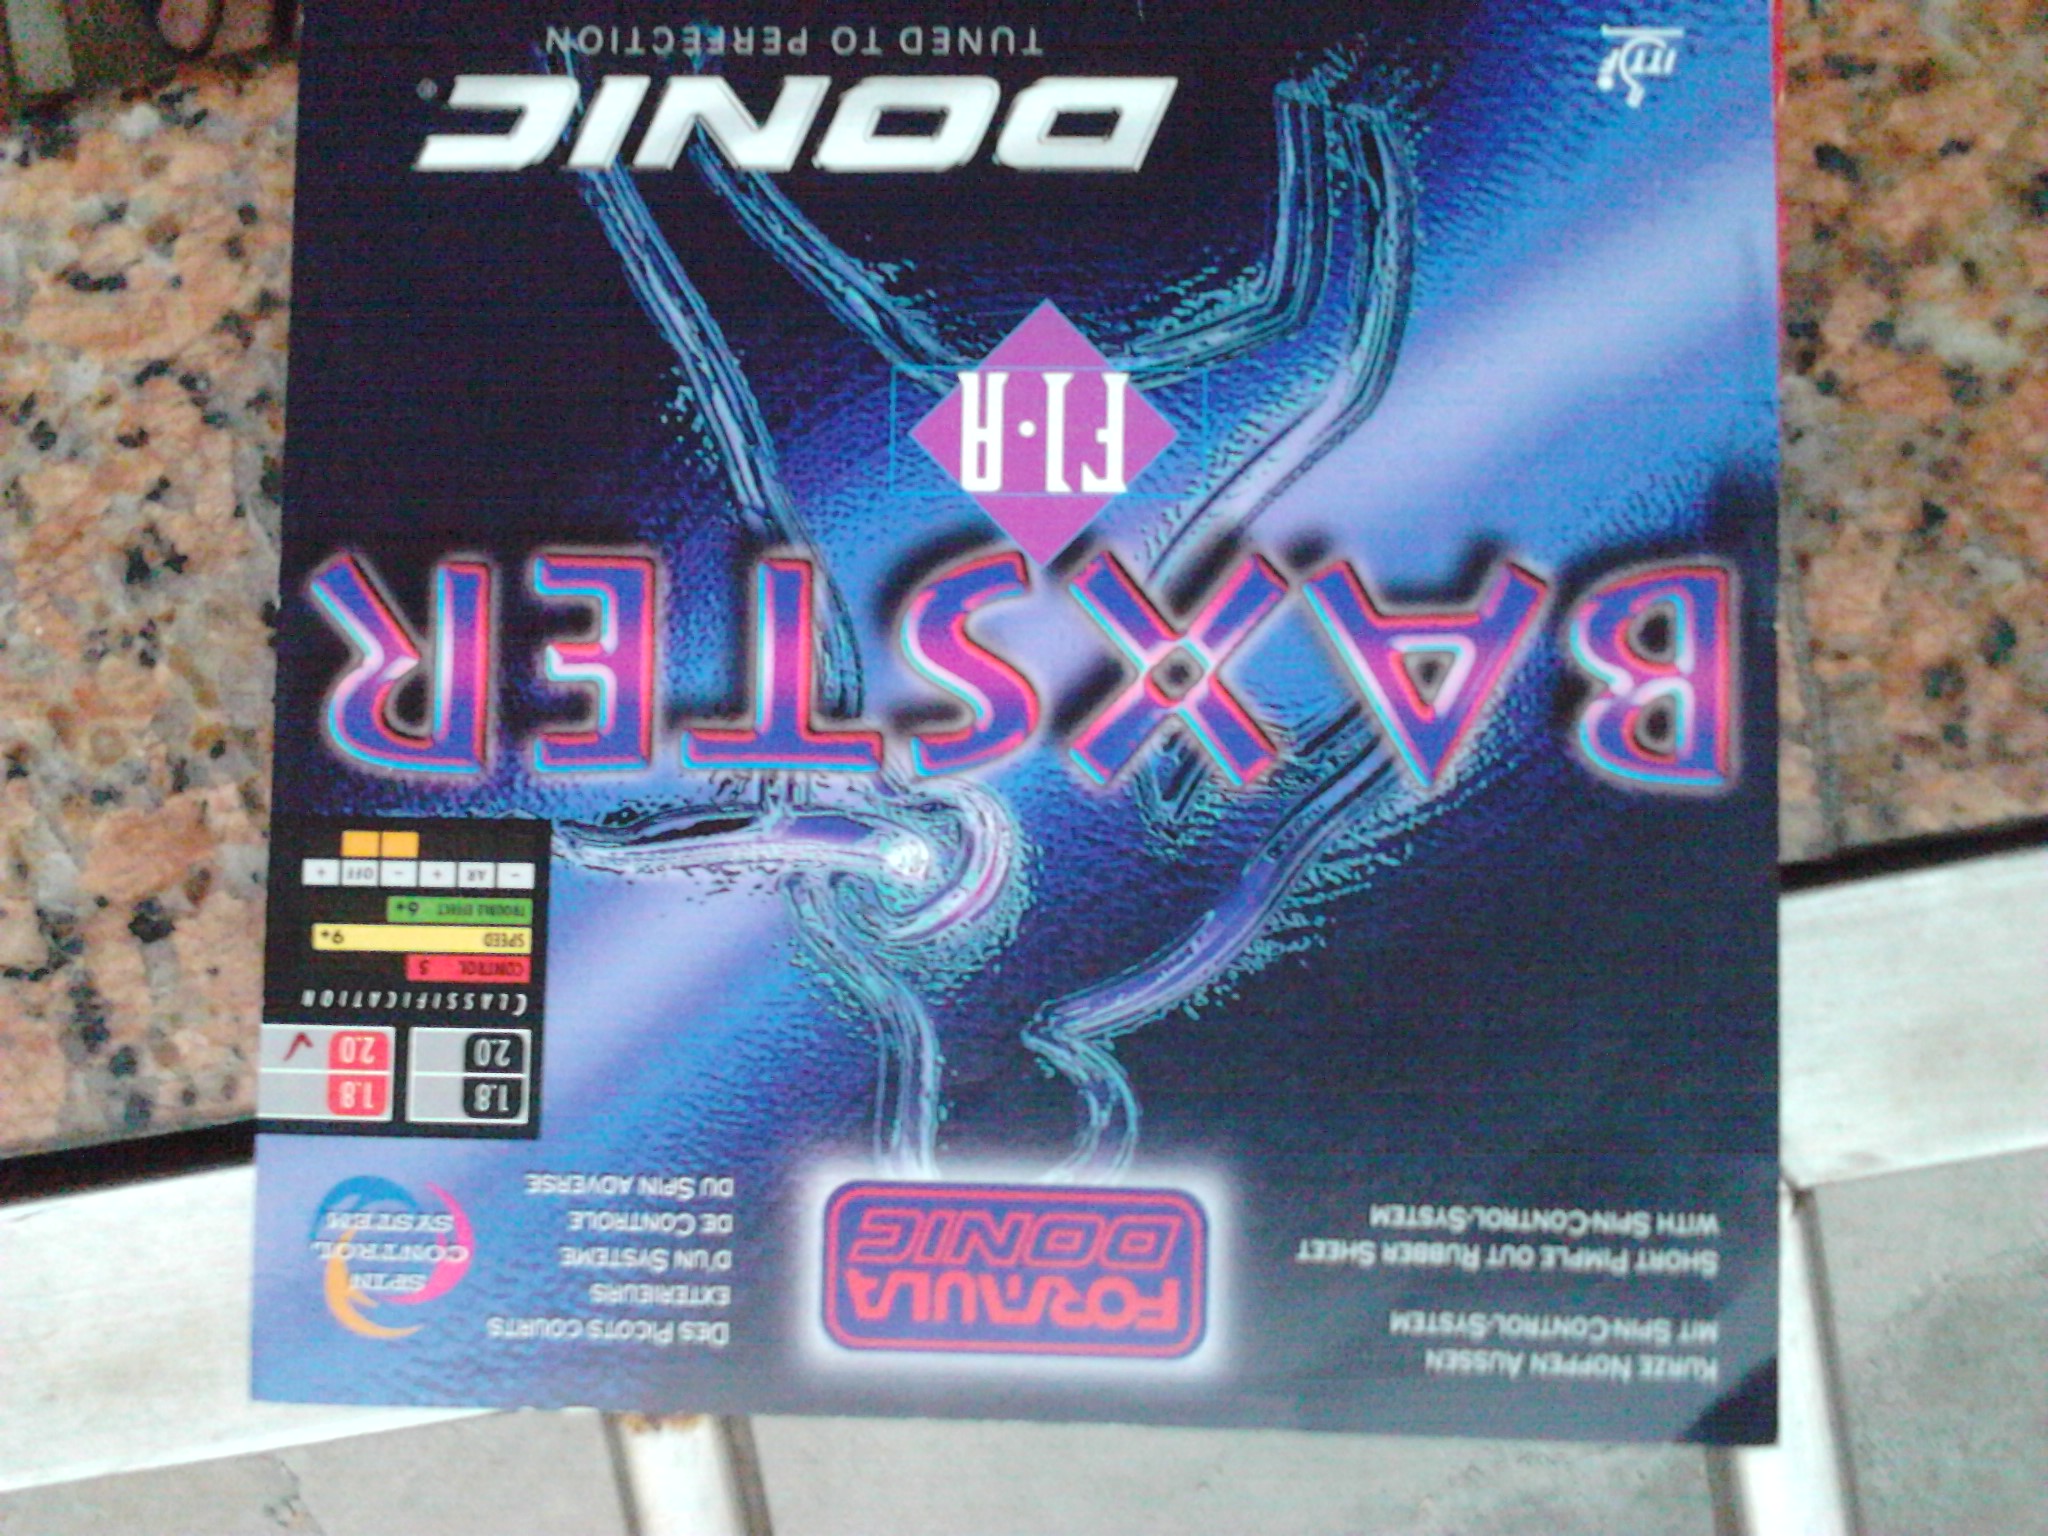 KURZE NOPPEN AUSSEN
MIT SPIN-CONTROL-SYSTEM
SHORT PIMPLE OUT RUBBER SHEET
WITH SPIN-CONTROL-SYSTEM
FORMULA
DONIC
DES PICOTS COURTS
EXTERIEURS
D'UN SYSTEME
DE CONTROLE
DU SPIN ADVERSE
SPIN
CONTROL
SYSTEM
1.8 1.8
2.0 2.0
CLASSIFICATION
CONTROL 5
SPEED 9+
TROUBLE EFFECT 6+
- AR + - OFF +
BAXSTER
F1·A
DONIC®
TUNED TO PERFECTION
ITTF